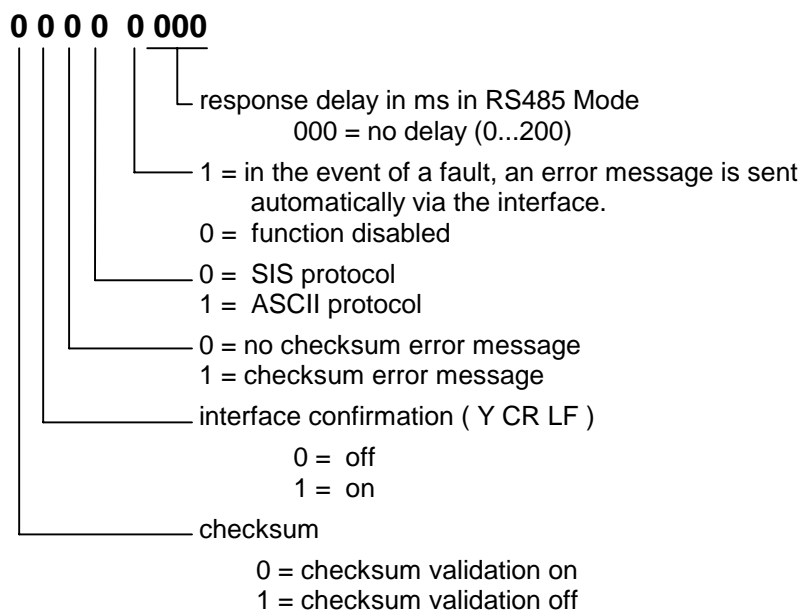 0 0 0 0 0 000
response delay in ms in RS485 Mode
000 = no delay (0...200)
1 = in the event of a fault, an error message is sent
automatically via the interface.
0 = function disabled
0 = SIS protocol
1 = ASCII protocol
0 = no checksum error message
1 = checksum error message
interface confirmation ( Y CR LF )
0 = off
1 = on
checksum
0 = checksum validation on
1 = checksum validation off